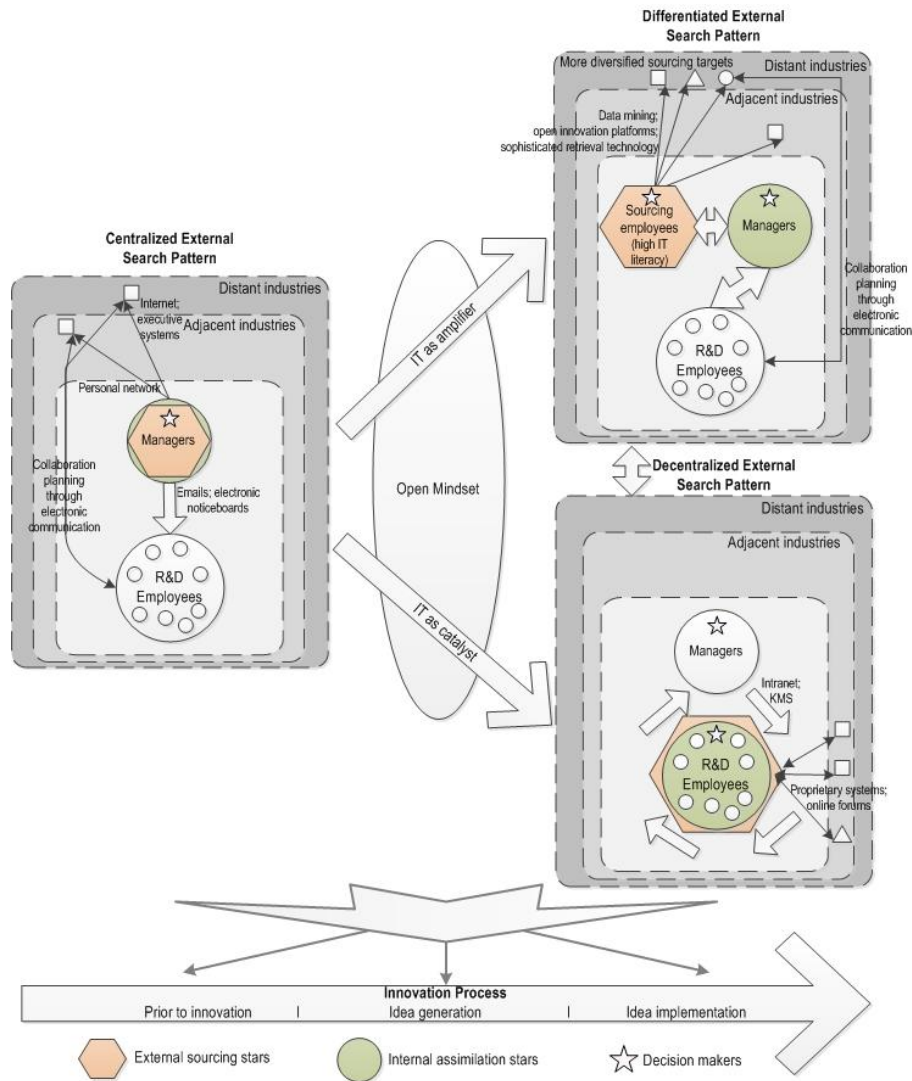 Differentiated External
Search Pattern
More diversified sourcing targets
Distant industries
Adjacent industries
Data mining;
open innovation platforms;
sophisticated retrieval technology
Sourcing
employees
(high IT
literacy)
Managers
R&D
Employees
Collaboration
planning
through
electronic
communication
Centralized External
Search Pattern
Distant industries
Internet;
executive
systems
Adjacent industries
Personal network
Managers
Collaboration
planning
through
electronic
communication
Emails; electronic
noticeboards
R&D
Employees
IT as amplifier
Open Mindset
IT as catalyst
Decentralized External
Search Pattern
Distant industries
Adjacent industries
Managers
Intranet;
KMS
R&D
Employees
Proprietary systems;
online forums
Innovation Process
Prior to innovation | Idea generation | Idea implementation
External sourcing stars
Internal assimilation stars
Decision makers